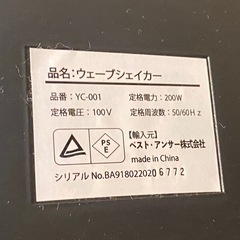 品名：ウェーブシェイカー
品番：YC-001 定格電力：200W
定格電圧：100V 定格周波数：50/60Hz
PSE
【輸入元】
ベスト・アンサー株式会社
made in China
シリアルNo.BA918022020 6772